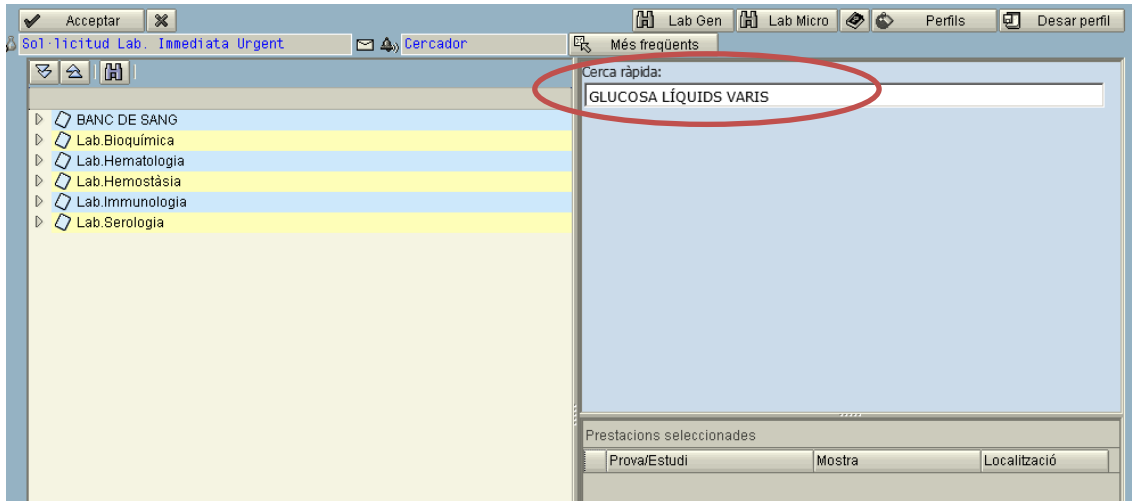 Acceptar Lab Gen Lab Micro Perfils Desar perfil
Sol·licitud Lab. Immediata Urgent Cercador Més freqüents
Cerca ràpida:
GLUCOSA LÍQUIDS VARIS
BANC DE SANG
Lab.Bioquímica
Lab.Hematologia
Lab.Hemostàsia
Lab.Immunologia
Lab.Serologia
Prestacions seleccionades
Prova/Estudi Mostra Localització